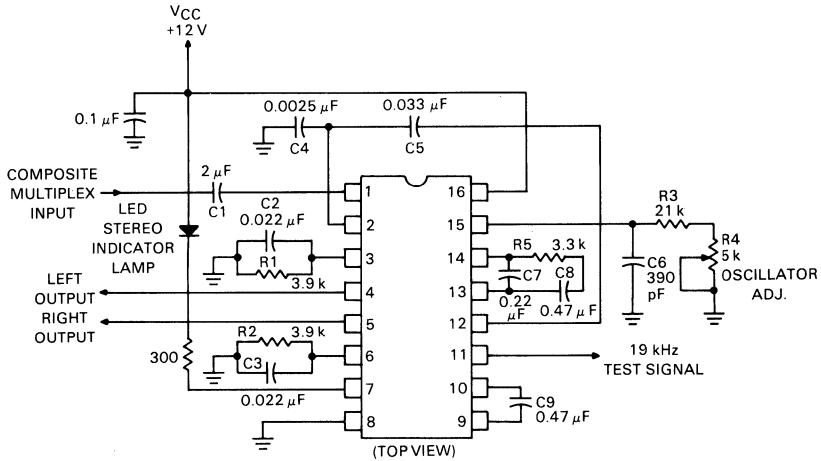 VCC
+12 V
0.1 μF
0.0025 μF
C4
0.033 μF
C5
COMPOSITE
MULTIPLEX
INPUT
2 μF
C1
LED
STEREO
INDICATOR
LAMP
C2
0.022 μF
R1
3.9 k
LEFT
OUTPUT
RIGHT
OUTPUT
R2
3.9 k
C3
0.022 μF
300
1
2
3
4
5
6
7
8
16
15
14
13
12
11
10
9
(TOP VIEW)
R5
3.3 k
C7
0.22
μF
C8
0.47 μF
R3
21 k
R4
5 k
C6
390
pF
OSCILLATOR
ADJ.
19 kHz
TEST SIGNAL
C9
0.47 μF